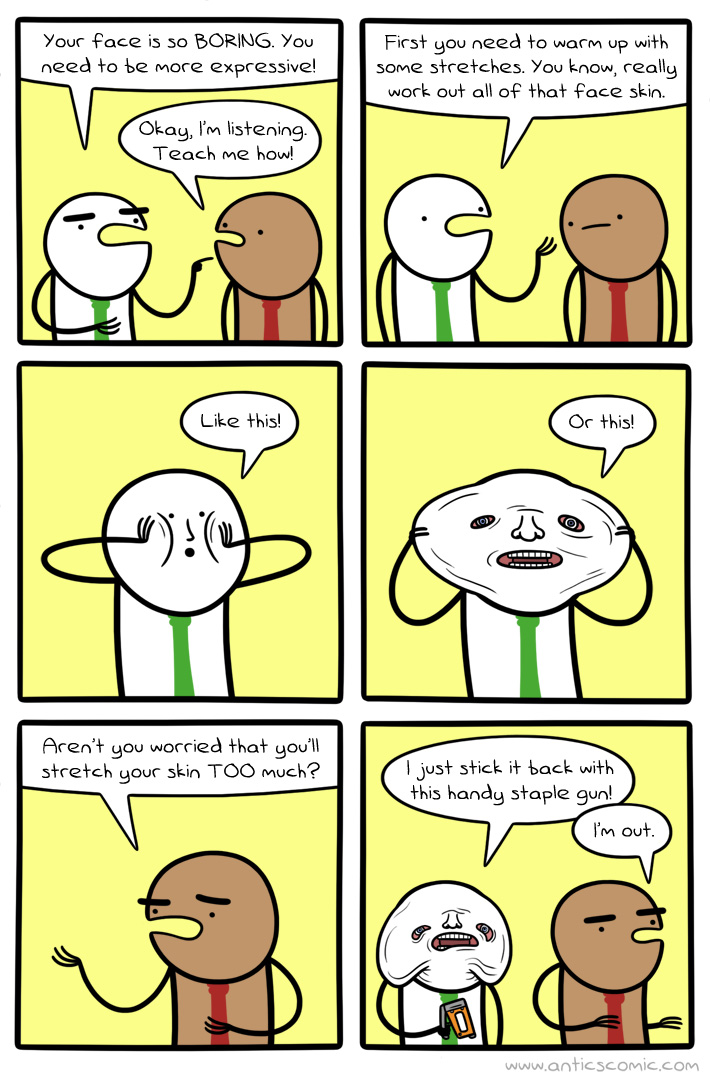 Your face is so BORING. You
need to be more expressive!
Okay, I'm listening.
Teach me how!
First you need to warm up with
some stretches. You know, really
work out all of that face skin.
Like this!
Or this!
Aren't you worried that you'll
stretch your skin TOO much?
I just stick it back with
this handy staple gun!
I'm out.
www.anticscomic.com